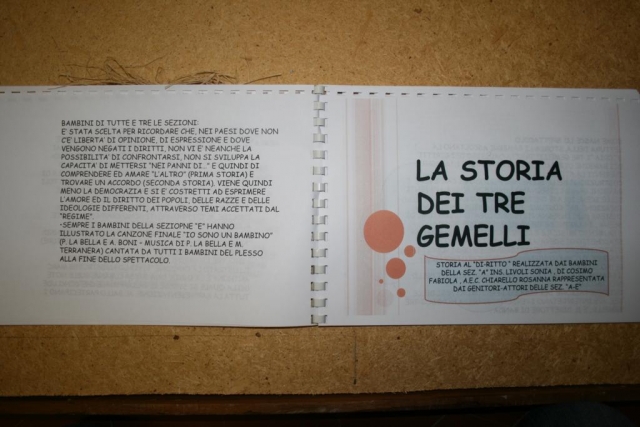 BAMBINI DI TUTTE E TRE LE SEZIONI:
E' STATA SCELTA PER RICORDARE CHE, NEI PAESI DOVE NON
C'E' LIBERTA' DI OPINIONE, DI ESPRESSIONE E DOVE
VENGONO NEGATI I DIRITTI, NON VI E' NEANCHE LA
POSSIBILITA' DI CONFRONTARSI, NON SI SVILUPPA LA
CAPACITA' DI METTERSI "NEI PANNI DI..." E QUINDI DI
COMPRENDERE ED AMARE "L'ALTRO" (PRIMA STORIA) E
TROVARE UN ACCORDO (SECONDA STORIA). VIENE QUINDI
MENO LA DEMOCRAZIA E SI E' COSTRETTI AD ESPRIMERE
L'AMORE ED IL DIRITTO DEI POPOLI, DELLE RAZZE E DELLE
IDEOLOGIE DIFFERENTI, ATTRAVERSO TEMI ACCETTATI DAL
"REGIME".
•SEMPRE I BAMBINI DELLA SEZIOPNE "E" HANNO
ILLUSTRATO LA CANZONE FINALE "IO SONO UN BAMBINO"
(P. LA BELLA E A. BONI - MUSICA DI P. LA BELLA E M.
TERRANERA) CANTATA DA TUTTI I BAMBINI DEL PLESSO
ALLA FINE DELLO SPETTACOLO.
LA STORIA
DEI TRE
GEMELLI
STORIA AL "DI-RITTO" REALIZZATA DAI BAMBINI
DELLA SEZ. "A" INS. LIVOLI SONIA , DI COSIMO
FABIOLA , A.E.C. CHIARELLO ROSANNA RAPPRESENTATA
DAI GENITORI-ATTORI DELLE SEZ. "A-E"